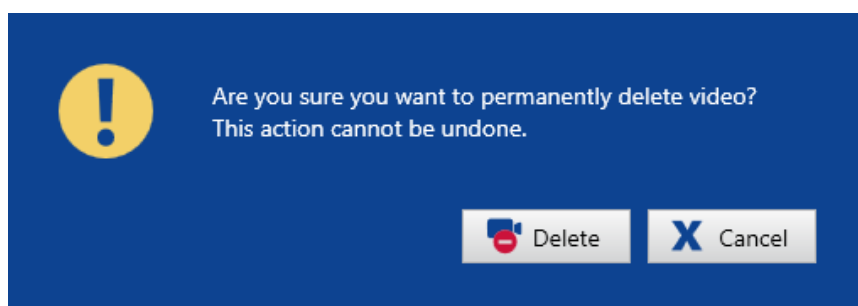 Are you sure you want to permanently delete video?
This action cannot be undone.
Delete
Cancel